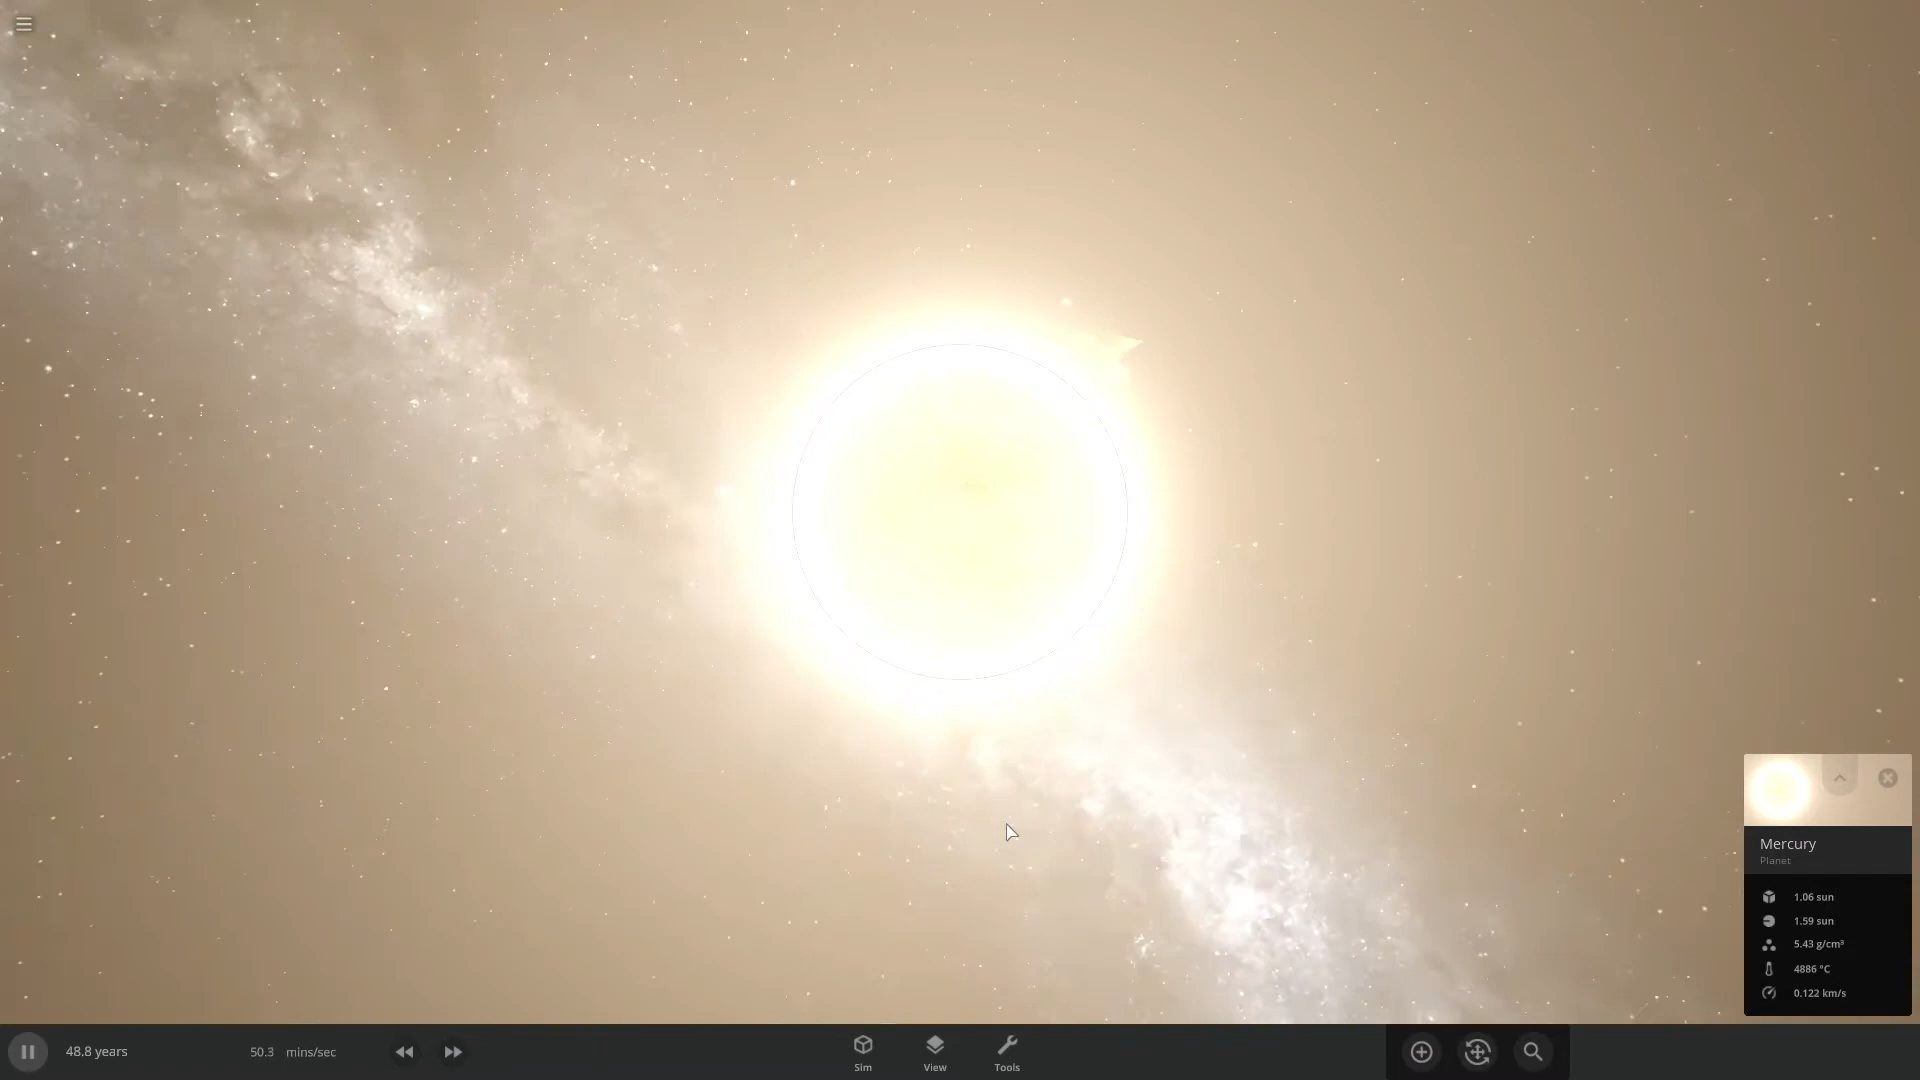 Mercury
Planet
1.06 sun
1.59 sun
5.43 g/cm³
4886 °C
0.122 km/s
48.8 years
50.3 mins/sec
Sim
View
Tools